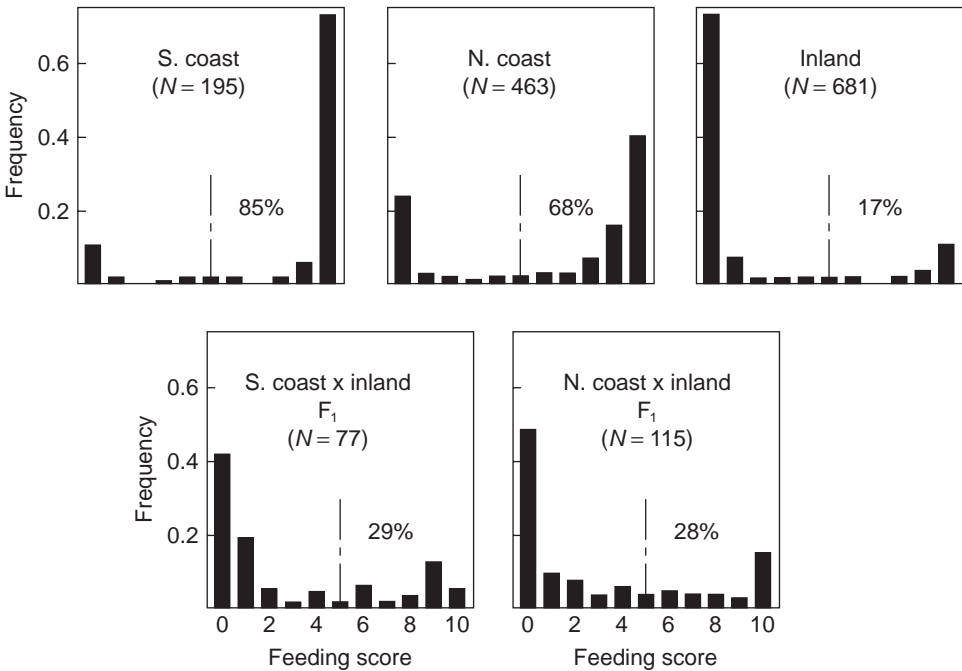 Frequency
0.6
0.4
0.2
S. coast
(N = 195)
85%
N. coast
(N = 463)
68%
Inland
(N = 681)
17%
Frequency
0.6
0.4
0.2
S. coast x inland
F₁
(N = 77)
29%
0 2 4 6 8 10
Feeding score
N. coast x inland
F₁
(N = 115)
28%
0 2 4 6 8 10
Feeding score